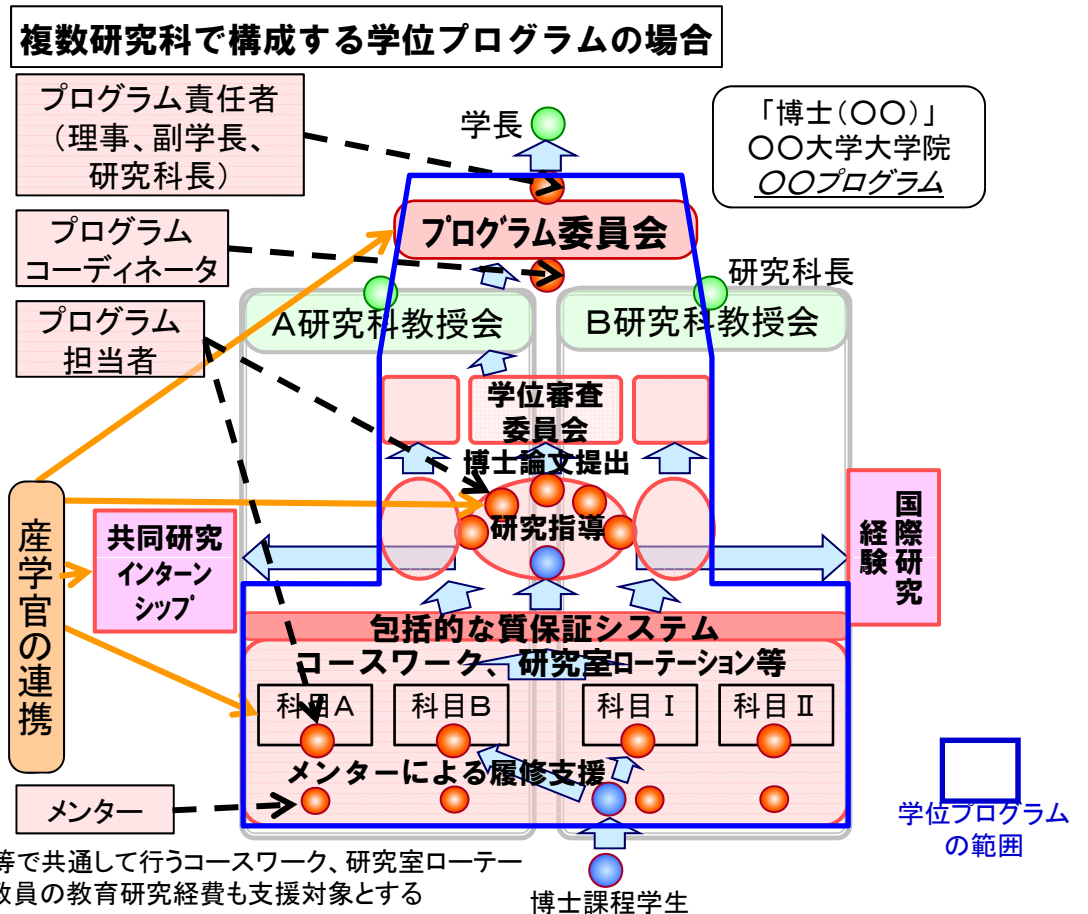 複数研究科で構成する学位プログラムの場合
プログラム責任者
(理事、副学長、
研究科長)
学長
「博士(〇〇)」
〇〇大学大学院
〇〇プログラム
プログラム委員会
プログラム
コーディネータ
研究科長
A研究科教授会
B研究科教授会
プログラム
担当者
学位審査
委員会
博士論文提出
研究指導
産学官の連携
共同研究
インターン
シップ
国際研究
経験
包括的な質保証システム
コースワーク、研究室ローテーション等
科目A
科目B
科目Ⅰ
科目Ⅱ
メンターによる履修支援
メンター
学位プログラム
の範囲
等で共通して行うコースワーク、研究室ローテー
教員の教育研究経費も支援対象とする
博士課程学生